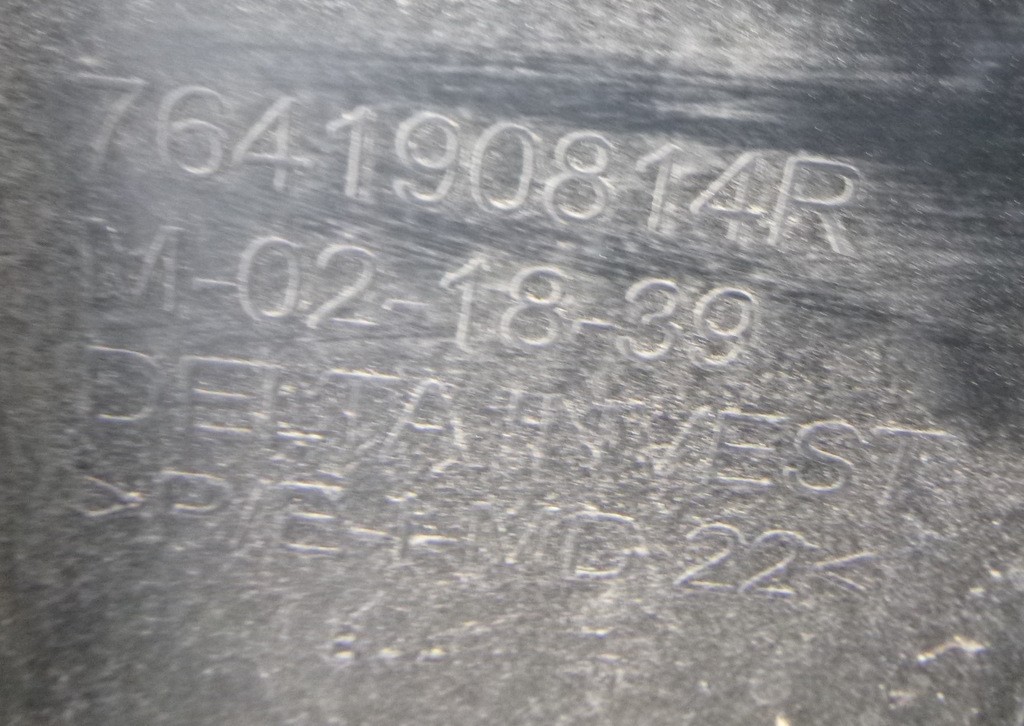 764190814R
M-02-18-39
DELTA INVEST
>P/E-I-MD 22<